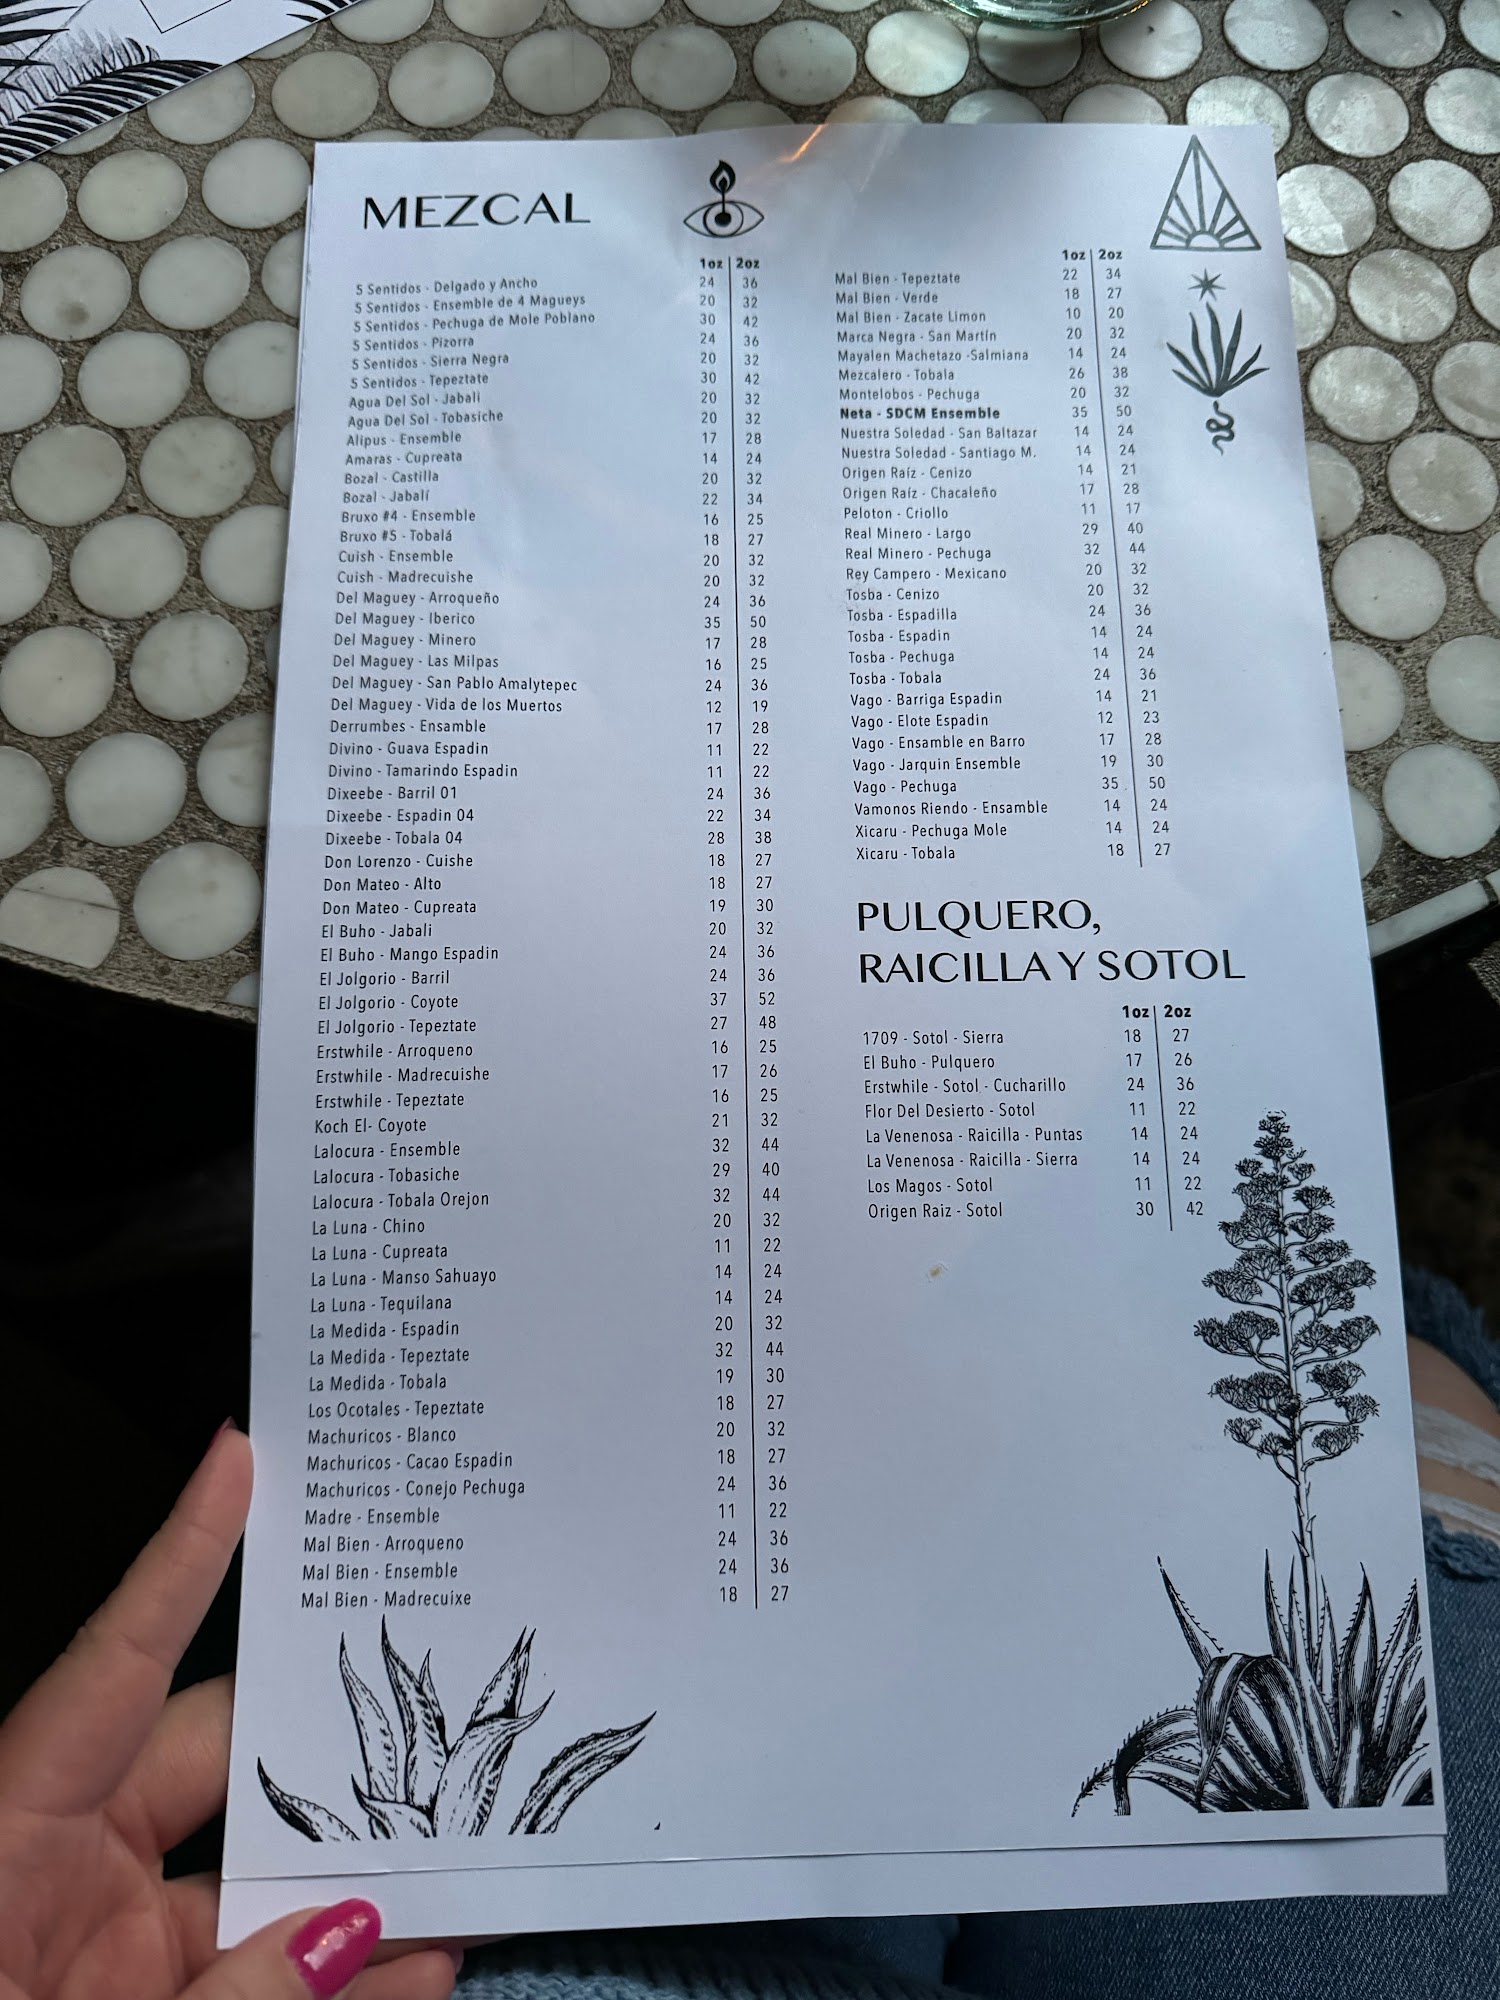 MEZCAL
1oz 2oz
5 Sentidos - Delgado y Ancho 24 36
5 Sentidos - Ensemble de 4 Magueys 20 32
5 Sentidos - Pechuga de Mole Poblano 30 42
5 Sentidos - Pizorra 24 36
5 Sentidos - Sierra Negra 20 32
5 Sentidos - Tepeztate 30 42
Agua Del Sol - Jabali 20 32
Agua Del Sol - Tobasiche 20 32
Alipus - Ensemble 17 28
Amaras - Cupreata 14 24
Bozal - Castilla 20 32
Bozal - Jabalí 22 34
Bruxo #4 - Ensemble 16 25
Bruxo #5 - Tobalá 18 27
Cuish - Ensemble 20 32
Cuish - Madrecuishe 20 32
Del Maguey - Arroqueño 24 36
Del Maguey - Iberico 35 50
Del Maguey - Minero 17 28
Del Maguey - Las Milpas 16 25
Del Maguey - San Pablo Amalytepec 24 36
Del Maguey - Vida de los Muertos 12 19
Derrumbes - Ensamble 17 28
Divino - Guava Espadin 11 22
Divino - Tamarindo Espadin 11 22
Dixeebe - Barril 01 24 36
Dixeebe - Espadin 04 22 34
Dixeebe - Tobala 04 28 38
Don Lorenzo - Cuishe 18 27
Don Mateo - Alto 18 27
Don Mateo - Cupreata 19 30
El Buho - Jabali 20 32
El Buho - Mango Espadin 24 36
El Jolgorio - Barril 24 36
El Jolgorio - Coyote 37 52
El Jolgorio - Tepeztate 27 48
Erstwhile - Arroqueno 16 25
Erstwhile - Madrecuishe 17 26
Erstwhile - Tepeztate 16 25
Koch El- Coyote 21 32
Lalocura - Ensemble 32 44
Lalocura - Tobasiche 29 40
Lalocura - Tobala Orejon 32 44
La Luna - Chino 20 32
La Luna - Cupreata 11 22
La Luna - Manso Sahuayo 14 24
La Luna - Tequilana 14 24
La Medida - Espadin 20 32
La Medida - Tepeztate 32 44
La Medida - Tobala 19 30
Los Ocotales - Tepeztate 18 27
Machuricos - Blanco 20 32
Machuricos - Cacao Espadin 18 27
Machuricos - Conejo Pechuga 24 36
Madre - Ensemble 11 22
Mal Bien - Arroqueno 24 36
Mal Bien - Ensemble 24 36
Mal Bien - Madrecuixe 18 27
1oz 2oz
Mal Bien - Tepeztate 22 34
Mal Bien - Verde 18 27
Mal Bien - Zacate Limon 10 20
Marca Negra - San Martín 20 32
Mayalen Machetazo -Salmiana 14 24
Mezcalero - Tobala 26 38
Montelobos - Pechuga 20 32
Neta - SDCM Ensemble 35 50
Nuestra Soledad - San Baltazar 14 24
Nuestra Soledad - Santiago M. 14 24
Origen Raíz - Cenizo 14 21
Origen Raíz - Chacaleño 17 28
Peloton - Criollo 11 17
Real Minero - Largo 29 40
Real Minero - Pechuga 32 44
Rey Campero - Mexicano 20 32
Tosba - Cenizo 20 32
Tosba - Espadilla 24 36
Tosba - Espadin 14 24
Tosba - Pechuga 14 24
Tosba - Tobala 24 36
Vago - Barriga Espadin 14 21
Vago - Elote Espadin 12 23
Vago - Ensamble en Barro 17 28
Vago - Jarquin Ensemble 19 30
Vago - Pechuga 35 50
Vamonos Riendo - Ensamble 14 24
Xicaru - Pechuga Mole 14 24
Xicaru - Tobala 18 27
PULQUERO,
RAICILLA Y SOTOL
1oz 2oz
1709 - Sotol - Sierra 18 27
El Buho - Pulquero 17 26
Erstwhile - Sotol - Cucharillo 24 36
Flor Del Desierto - Sotol 11 22
La Venenosa - Raicilla - Puntas 14 24
La Venenosa - Raicilla - Sierra 14 24
Los Magos - Sotol 11 22
Origen Raiz - Sotol 30 42